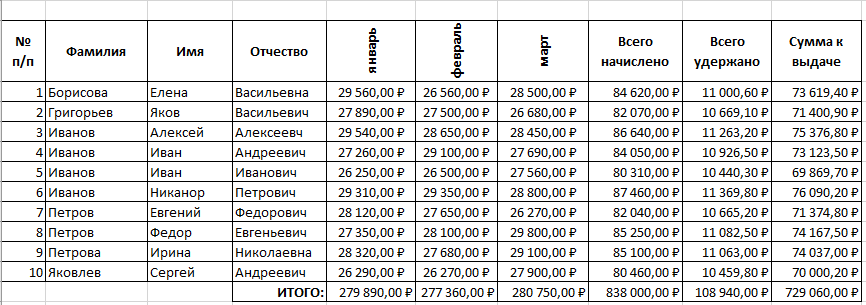 № п/п Фамилия Имя Отчество январь февраль март Всего начислено Всего удержано Сумма к выдаче
1 Борисова Елена Васильевна 29 560,00 ₽ 26 560,00 ₽ 28 500,00 ₽ 84 620,00 ₽ 11 000,60 ₽ 73 619,40 ₽
2 Григорьев Яков Васильевич 27 890,00 ₽ 27 500,00 ₽ 26 680,00 ₽ 82 070,00 ₽ 10 669,10 ₽ 71 400,90 ₽
3 Иванов Алексей Алексеевч 29 540,00 ₽ 28 650,00 ₽ 28 450,00 ₽ 86 640,00 ₽ 11 263,20 ₽ 75 376,80 ₽
4 Иванов Иван Андреевич 27 260,00 ₽ 29 100,00 ₽ 27 690,00 ₽ 84 050,00 ₽ 10 926,50 ₽ 73 123,50 ₽
5 Иванов Иван Иванович 26 250,00 ₽ 26 500,00 ₽ 27 560,00 ₽ 80 310,00 ₽ 10 440,30 ₽ 69 869,70 ₽
6 Иванов Никанор Петрович 29 310,00 ₽ 29 350,00 ₽ 28 800,00 ₽ 87 460,00 ₽ 11 369,80 ₽ 76 090,20 ₽
7 Петров Евгений Федорович 28 120,00 ₽ 27 650,00 ₽ 26 270,00 ₽ 82 040,00 ₽ 10 665,20 ₽ 71 374,80 ₽
8 Петров Федор Евгеньевич 27 350,00 ₽ 28 100,00 ₽ 29 800,00 ₽ 85 250,00 ₽ 11 082,50 ₽ 74 167,50 ₽
9 Петрова Ирина Николаевна 28 320,00 ₽ 27 680,00 ₽ 29 100,00 ₽ 85 100,00 ₽ 11 063,00 ₽ 74 037,00 ₽
10 Яковлев Сергей Андреевич 26 290,00 ₽ 26 270,00 ₽ 27 900,00 ₽ 80 460,00 ₽ 10 459,80 ₽ 70 000,20 ₽
ИТОГО: 279 890,00 ₽ 277 360,00 ₽ 280 750,00 ₽ 838 000,00 ₽ 108 940,00 ₽ 729 060,00 ₽